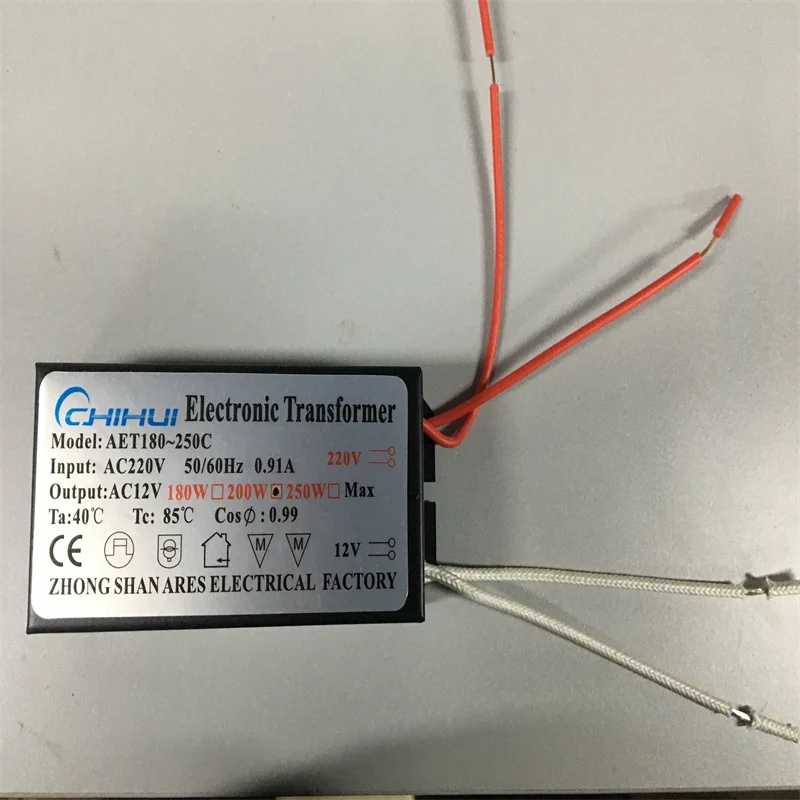 CHIHUI Electronic Transformer
Model: AET180~250C
Input: AC220V 50/60Hz 0.91A 220V
Output:AC12V 180W 200W 250W Max
Ta:40℃ Tc: 85℃ Cos∮: 0.99
CE M M 12V
ZHONG SHAN ARES ELECTRICAL FACTORY